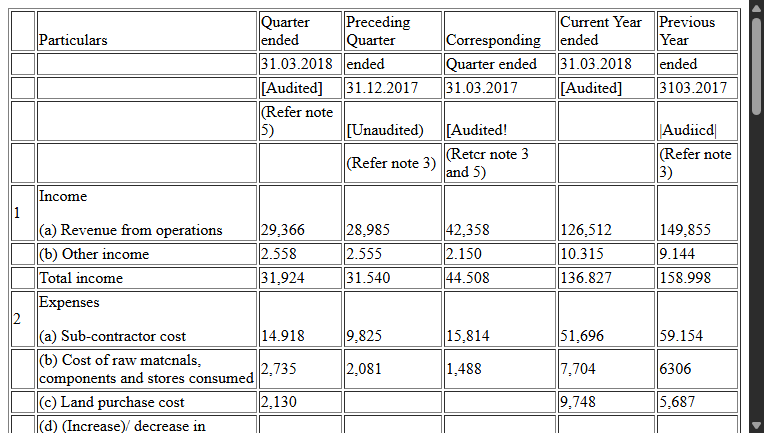 Particulars Quarter ended Preceding Quarter Corresponding Current Year ended Previous Year
31.03.2018 ended Quarter ended 31.03.2018 ended
[Audited] 31.12.2017 31.03.2017 [Audited] 3103.2017
(Refer note 5) [Unaudited) [Audited! |Audiicd|
(Refer note 3) (Retcr note 3 and 5) (Refer note 3)
1 Income
(a) Revenue from operations 29,366 28,985 42,358 126,512 149,855
(b) Other income 2.558 2.555 2.150 10.315 9.144
Total income 31,924 31.540 44.508 136.827 158.998
2 Expenses
(a) Sub-contractor cost 14.918 9,825 15,814 51,696 59.154
(b) Cost of raw matcnals, components and stores consumed 2,735 2,081 1,488 7,704 6306
(c) Land purchase cost 2,130 9,748 5,687
(d) (Increase)/ decrease in